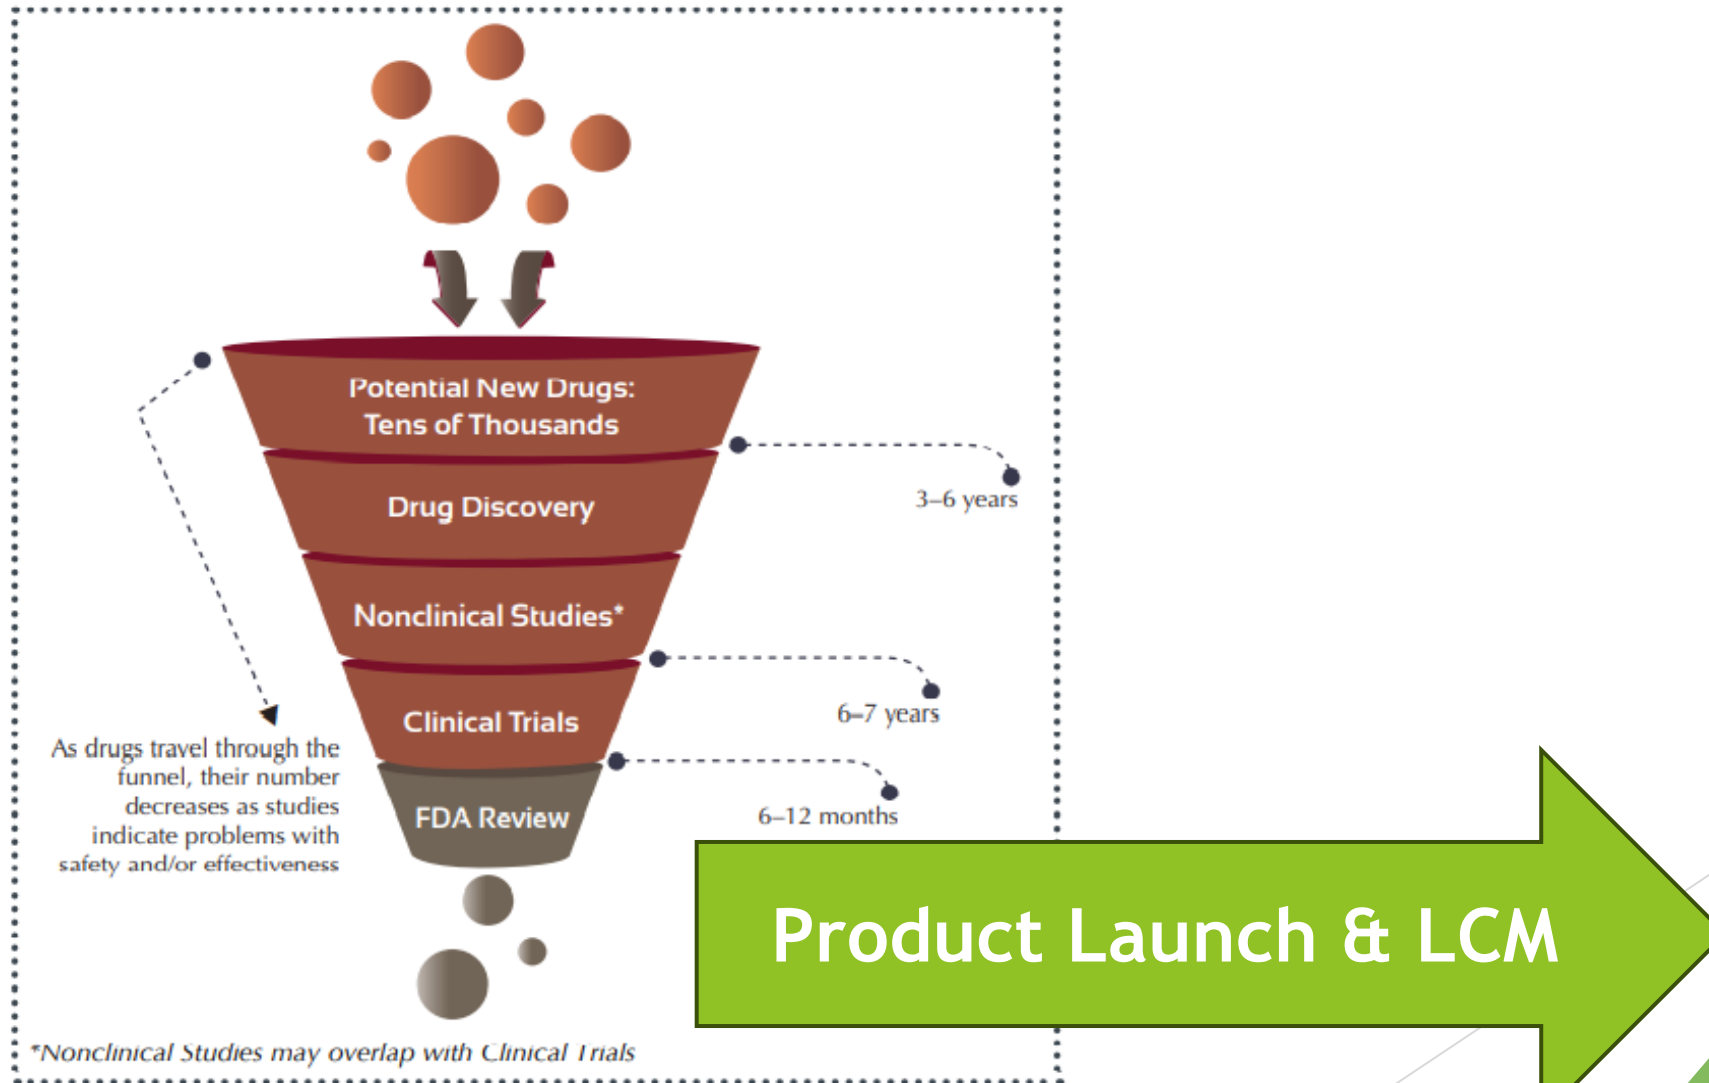 Potential New Drugs:
Tens of Thousands
3–6 years
Drug Discovery
Nonclinical Studies*
6–7 years
Clinical Trials
As drugs travel through the
funnel, their number
decreases as studies
indicate problems with
safety and/or effectiveness
6–12 months
FDA Review
Product Launch & LCM
*Nonclinical Studies may overlap with Clinical Trials